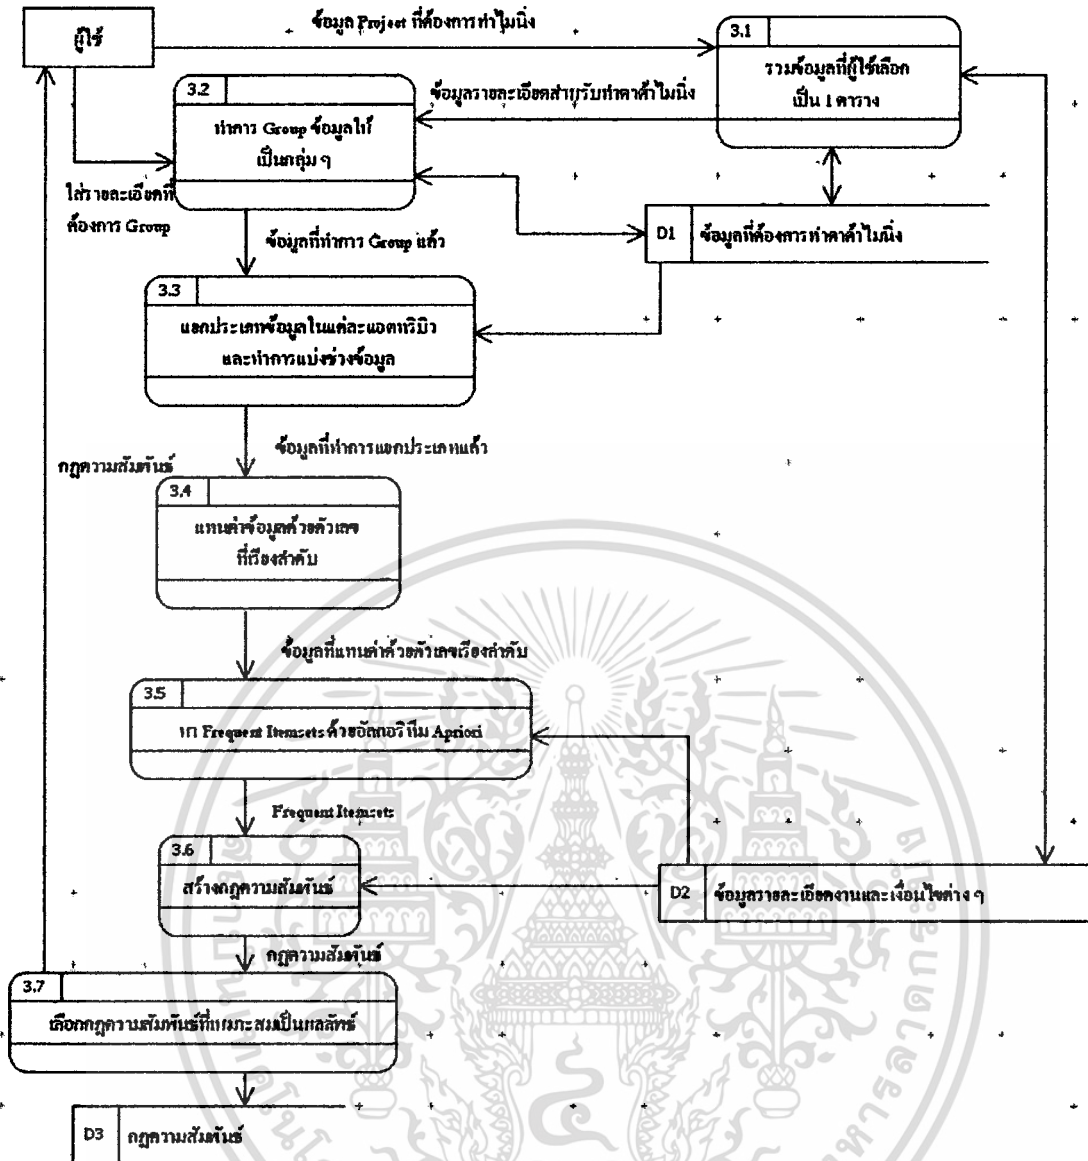 ผู้ใช้
ข้อมูล Project ที่ต้องการทำไมนิ่ง
3.1
รวมข้อมูลที่ผู้ใช้เลือก
เป็น 1 ตาราง
3.2
ทำการ Group ข้อมูลให้
เป็นกลุ่ม ๆ
ข้อมูลรายละเอียดสำหรับทำดาต้าไมนิ่ง
ใส่รายละเอียดที่
ต้องการ Group
D1
ข้อมูลที่ต้องการทำดาต้าไมนิ่ง
ข้อมูลที่ทำการ Group แล้ว
3.3
แยกประเภทข้อมูลในแต่ละแอตทริบิว
และทำการแบ่งช่วงข้อมูล
ข้อมูลที่ทำการแยกประเภทแล้ว
กฎความสัมพันธ์
3.4
แทนค่าข้อมูลด้วยตัวเลข
ที่เรียงลำดับ
ข้อมูลที่แทนค่าด้วยตัวเลขเรียงลำดับ
3.5
หา Frequent Itemsets ด้วยอัลกอริทึม Apriori
Frequent Itemsets
3.6
สร้างกฎความสัมพันธ์
D2
ข้อมูลรายละเอียดงานและเงื่อนไขต่าง ๆ
กฎความสัมพันธ์
3.7
เลือกกฎความสัมพันธ์ที่เหมาะสมเป็นผลลัพธ์
D3
กฎความสัมพันธ์